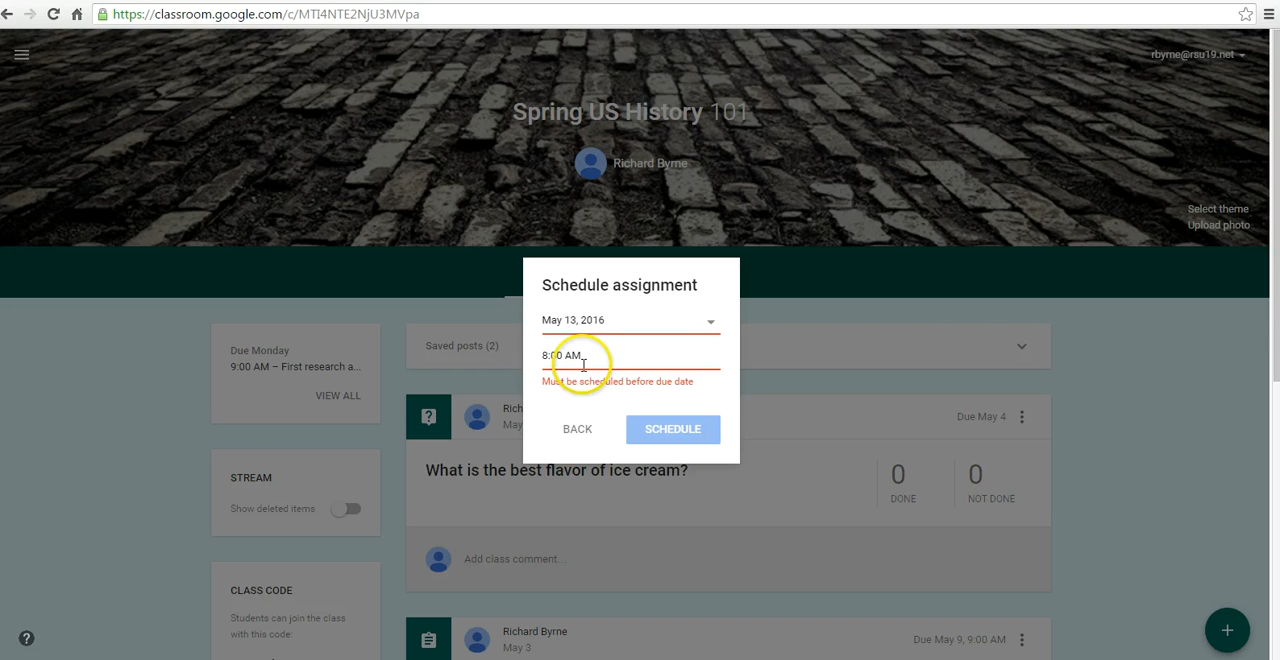 https://classroom.google.com/c/MTI4NTE2NjU3MVpa
rbyrne@rsu19.net
Spring US History 101
Richard Byrne
Select theme
Upload photo
Schedule assignment
May 13, 2016
8:00 AM
Must be scheduled before due date
BACK
SCHEDULE
Due Monday
9:00 AM – First research a...
VIEW ALL
Saved posts (2)
Rich
May
Due May 4
What is the best flavor of ice cream?
0
DONE
0
NOT DONE
Add class comment...
STREAM
Show deleted items
CLASS CODE
Students can join the class
with this code:
Richard Byrne
May 3
Due May 9, 9:00 AM